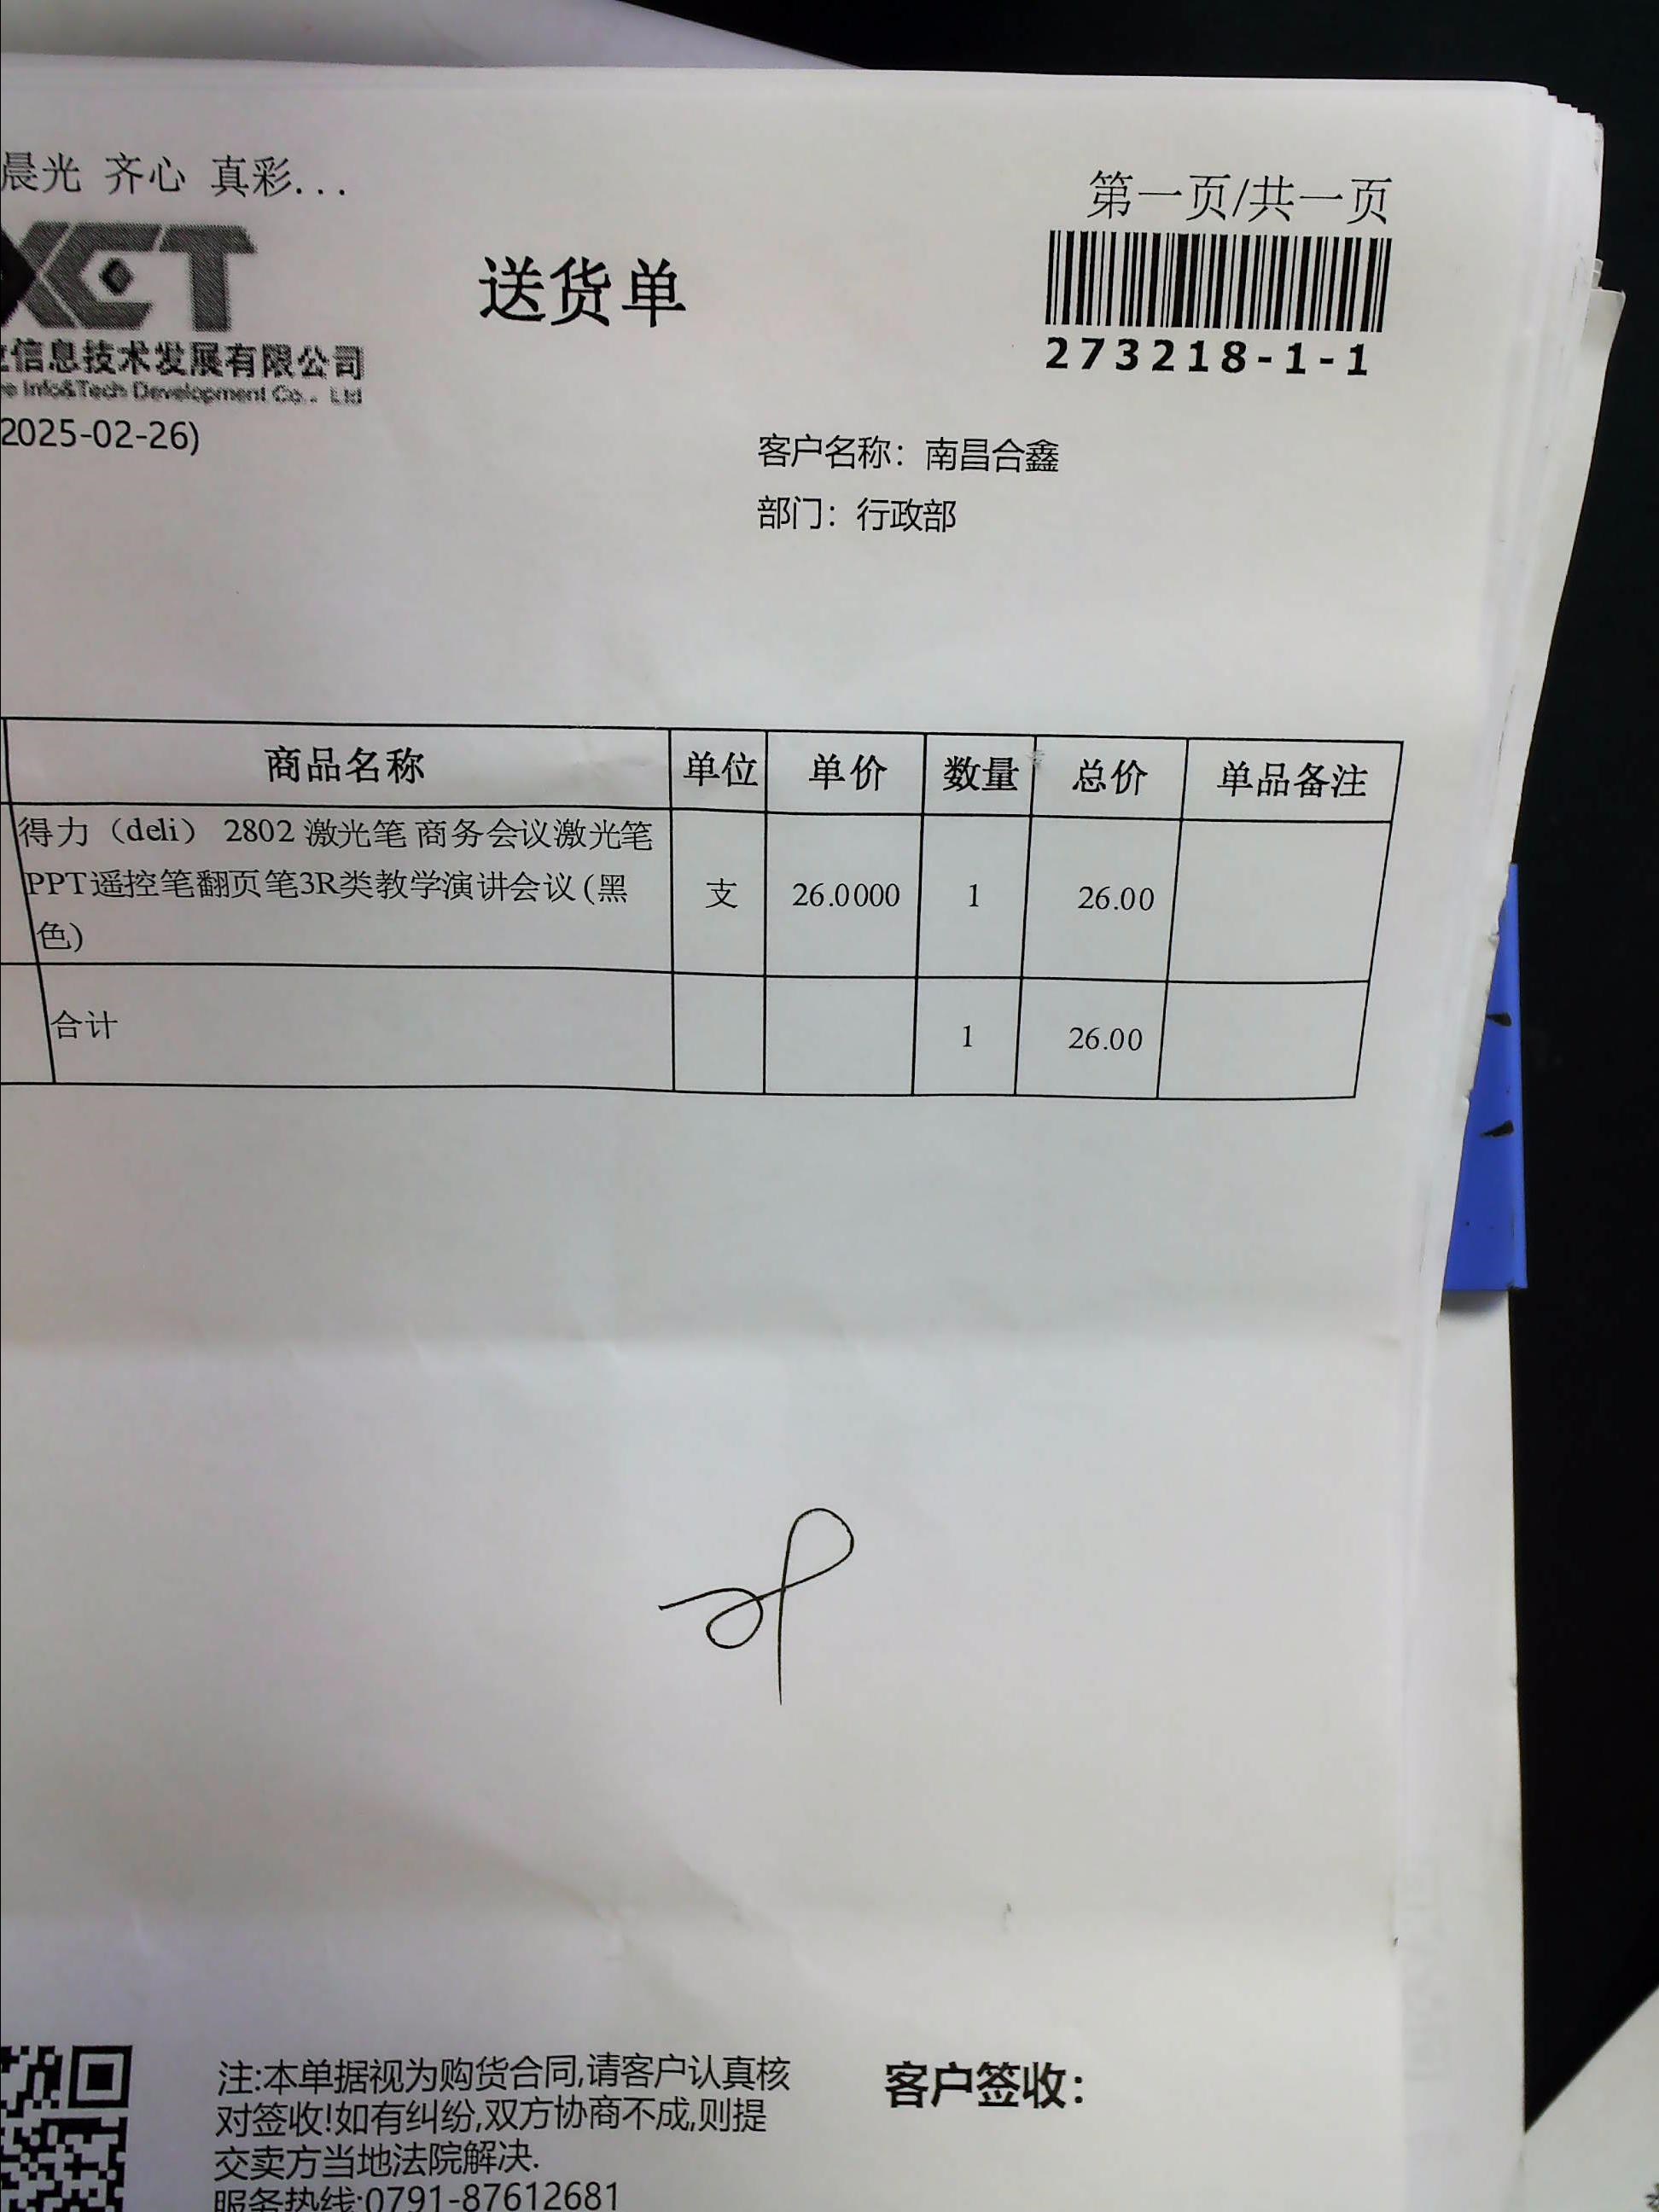 晨光 齐心 真彩...
第一页/共一页
XCT
送货单
273218-1-1
信息技术发展有限公司
Info&Tech Development Co., Ltd
2025-02-26)
客户名称：南昌合鑫
部门：行政部
商品名称 单位 单价 数量 总价 单品备注
得力（deli） 2802 激光笔 商务会议激光笔
PPT遥控笔翻页笔3R类教学演讲会议(黑
色)
支 26.0000 1 26.00
合计 1 26.00
注:本单据视为购货合同,请客户认真核
对签收!如有纠纷,双方协商不成,则提
交卖方当地法院解决.
服务热线:0791-87612681
客户签收：